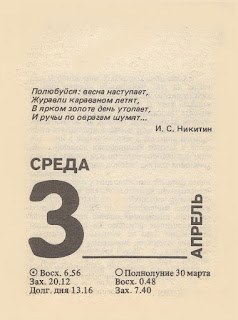 Полюбуйся: весна наступает,
Журавли караваном летят,
В ярком золоте день утопает,
И ручьи по оврагам шумят...
И. С. Никитин
СРЕДА
3
АПРЕЛЬ
Восх. 6.56
Зах. 20.12
Долг. дня 13.16
Полнолуние 30 марта
Восх. 0.48
Зах. 7.40